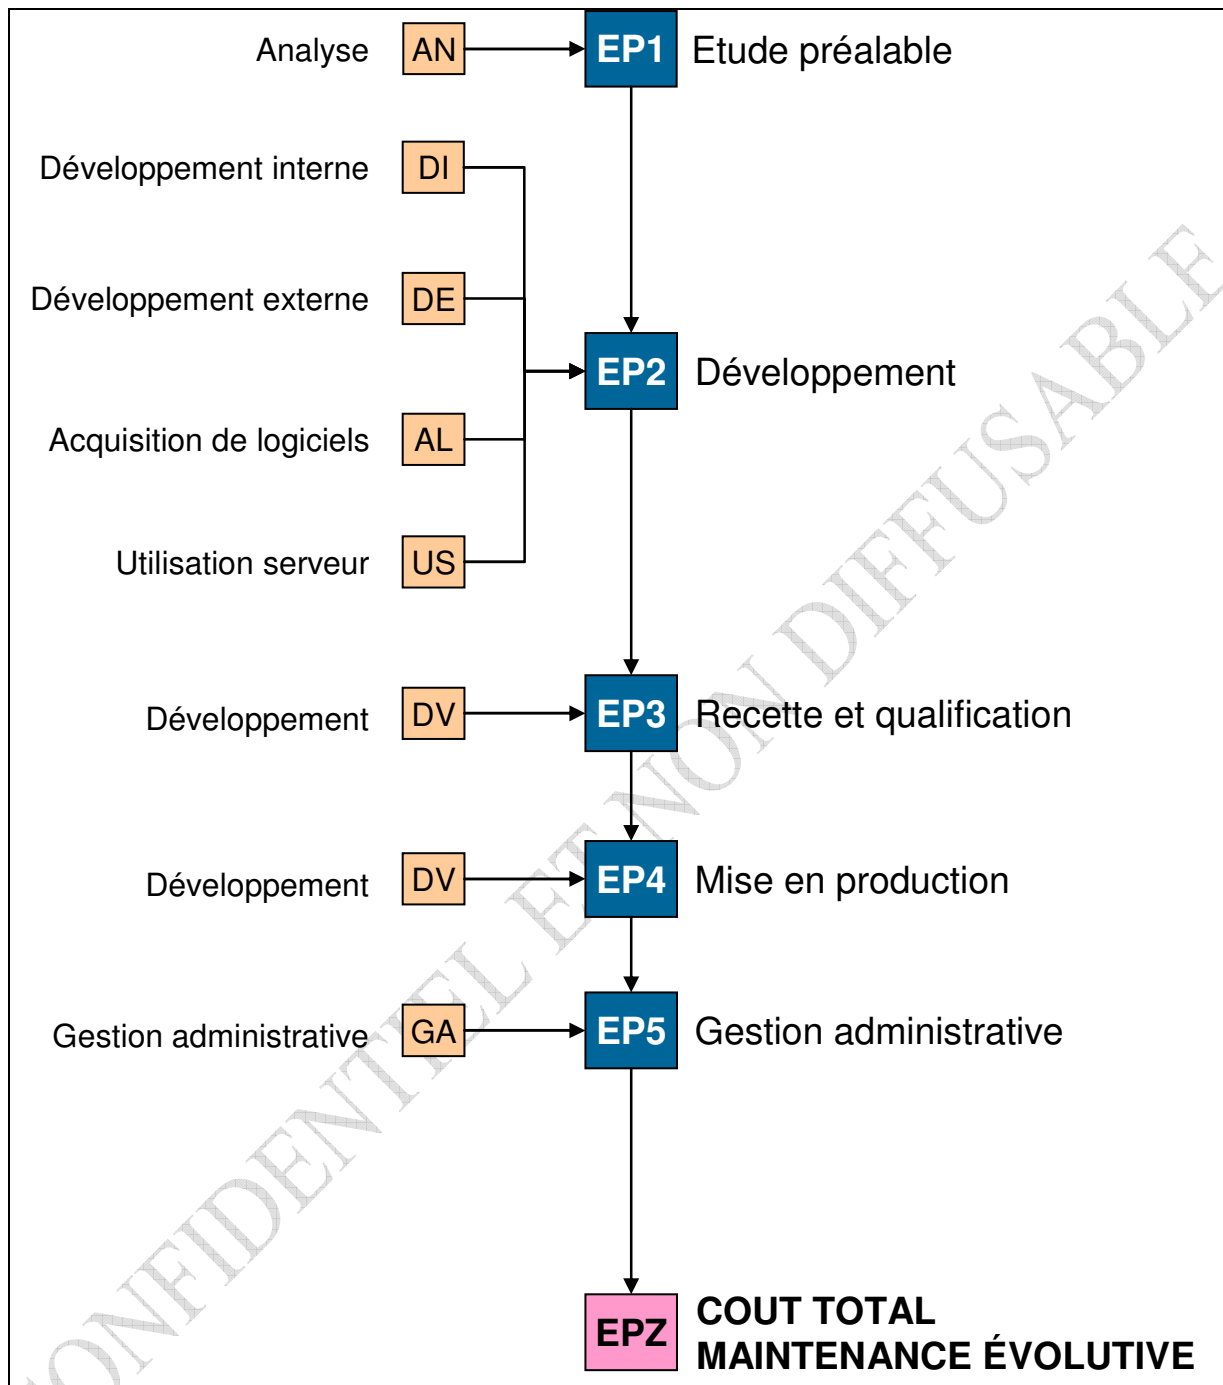 Analyse AN EP1 Etude préalable
Développement interne DI
Développement externe DE
EP2 Développement
Acquisition de logiciels AL
Utilisation serveur US
Développement DV EP3 Recette et qualification
Développement DV EP4 Mise en production
Gestion administrative GA EP5 Gestion administrative
EPZ COUT TOTAL
MAINTENANCE ÉVOLUTIVE
ONFIDENTIEL ET NON DIFFUSABLE